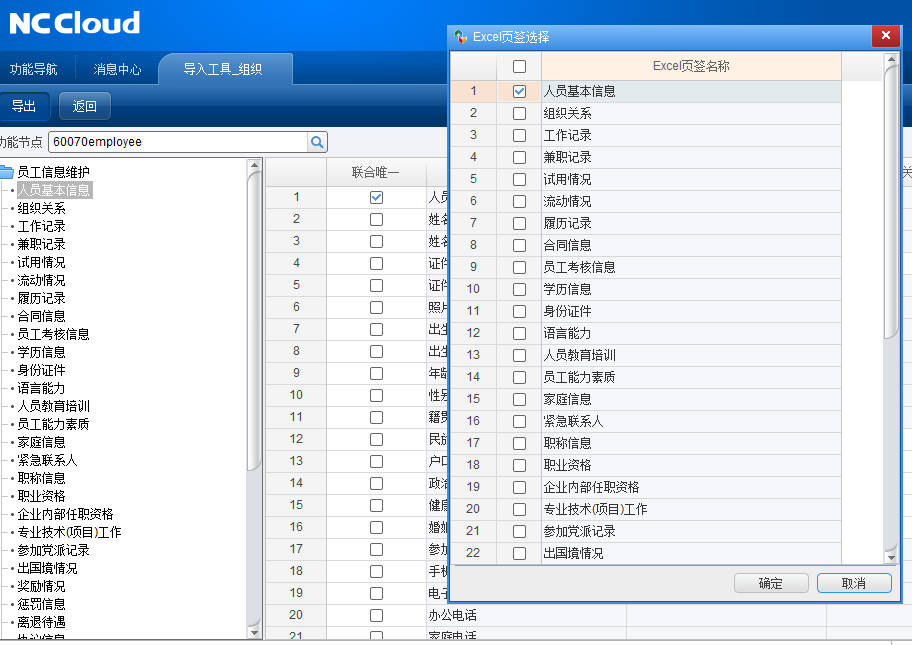 NC Cloud
功能导航 消息中心 导入工具_组织
导出 返回
功能节点 60070employee
员工信息维护
人员基本信息
组织关系
工作记录
兼职记录
试用情况
流动情况
履历记录
合同信息
员工考核信息
学历信息
身份证件
语言能力
人员教育培训
员工能力素质
家庭信息
紧急联系人
职称信息
职业资格
企业内部任职资格
专业技术(项目)工作
参加党派记录
出国境情况
奖励情况
惩罚信息
离退待遇
协议信息
联合唯一
1 人员
2 姓名
3 姓名
4 证件
5 证件
6 照片
7 出生
8 出生
9 年龄
10 性别
11 籍贯
12 民族
13 户口
14 政治
15 健康
16 婚姻
17 参加
18 手机
19 电子
20 办公电话
21 家庭电话
关
Excel页签选择
Excel页签名称
1 人员基本信息
2 组织关系
3 工作记录
4 兼职记录
5 试用情况
6 流动情况
7 履历记录
8 合同信息
9 员工考核信息
10 学历信息
11 身份证件
12 语言能力
13 人员教育培训
14 员工能力素质
15 家庭信息
16 紧急联系人
17 职称信息
18 职业资格
19 企业内部任职资格
20 专业技术(项目)工作
21 参加党派记录
22 出国境情况
确定 取消